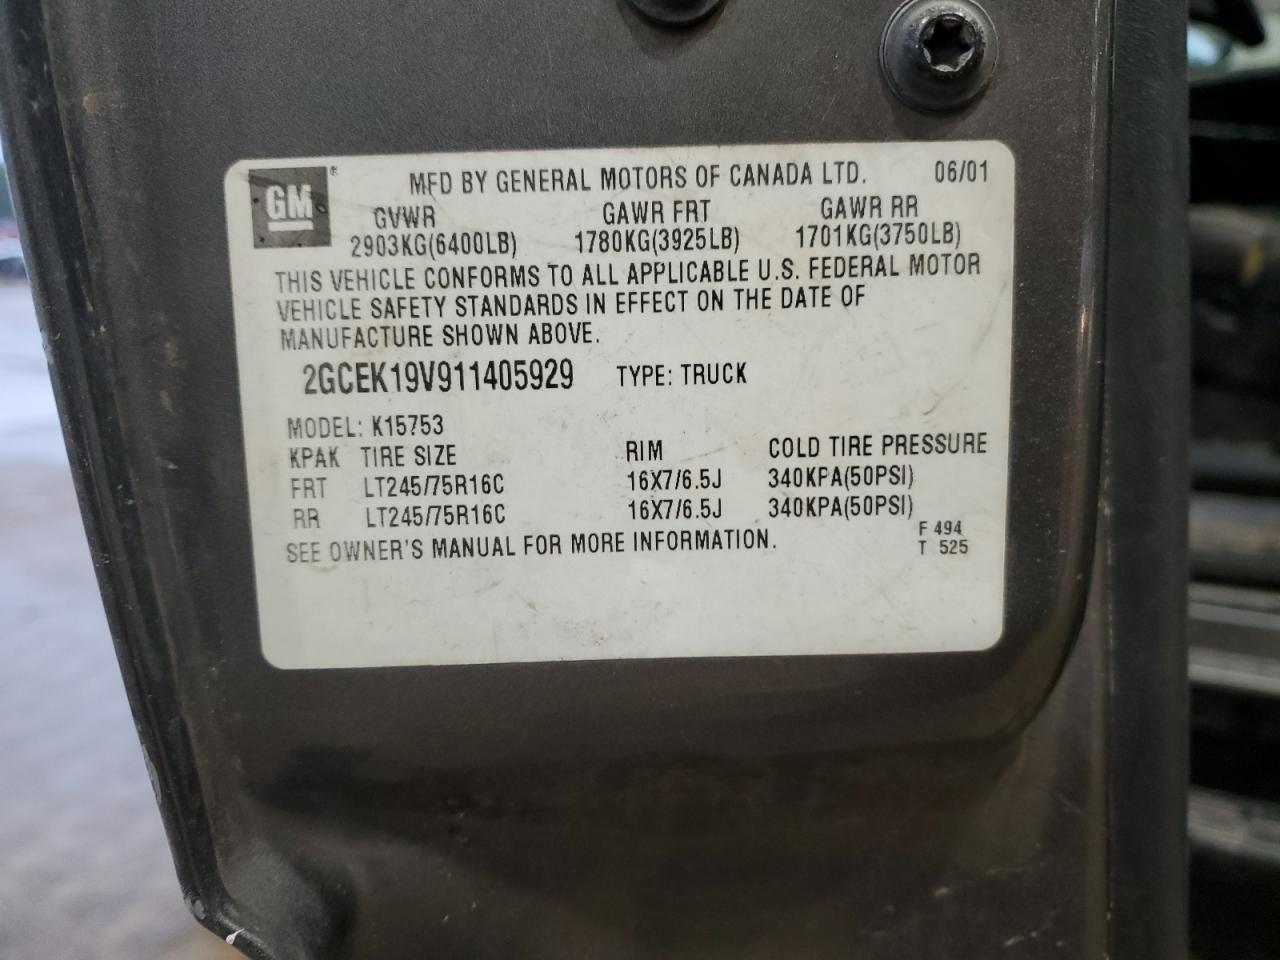 GM ® MFD BY GENERAL MOTORS OF CANADA LTD. 06/01
GVWR GAWR FRT GAWR RR
2903KG(6400LB) 1780KG(3925LB) 1701KG(3750LB)
THIS VEHICLE CONFORMS TO ALL APPLICABLE U.S. FEDERAL MOTOR
VEHICLE SAFETY STANDARDS IN EFFECT ON THE DATE OF
MANUFACTURE SHOWN ABOVE.
2GCEK19V911405929 TYPE: TRUCK
MODEL: K15753
KPAK TIRE SIZE RIM COLD TIRE PRESSURE
FRT LT245/75R16C 16X7/6.5J 340KPA(50PSI)
RR LT245/75R16C 16X7/6.5J 340KPA(50PSI)
SEE OWNER'S MANUAL FOR MORE INFORMATION.
F 494
T 525